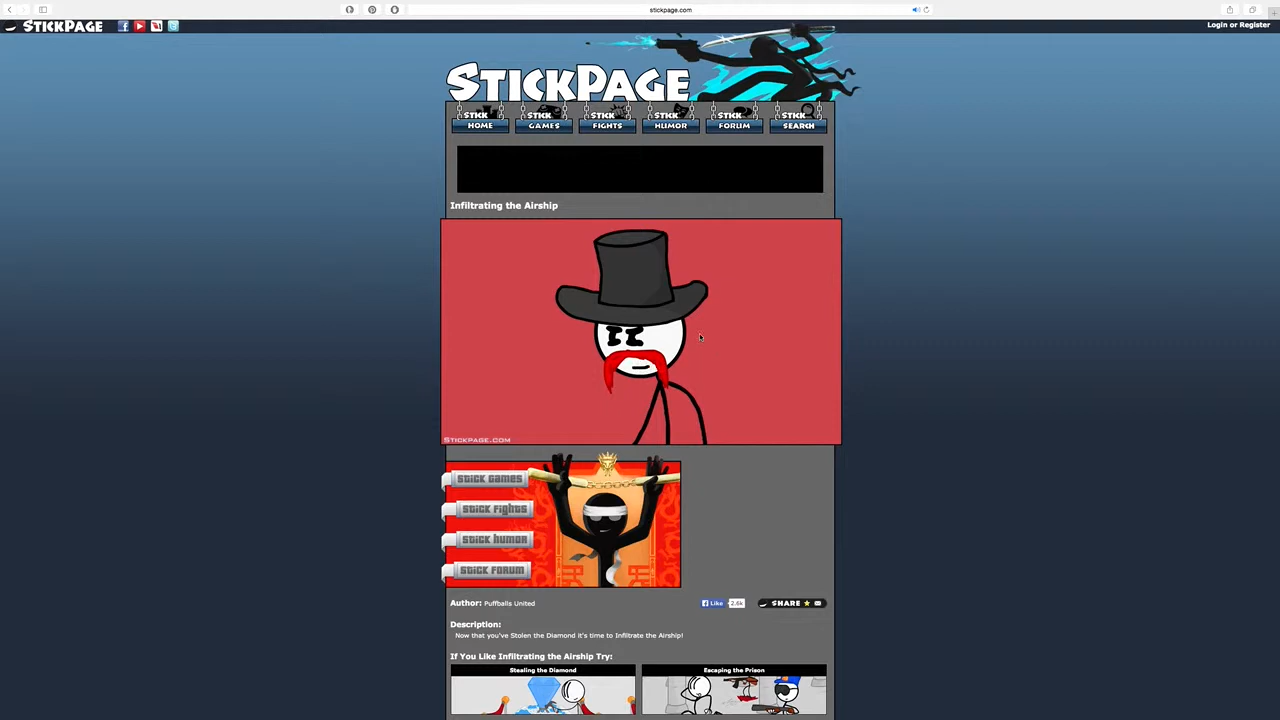 stickpage.com
StickPage
Login or Register
StickPage
STICK HOME
STICK GAMES
STICK FIGHTS
STICK HUMOR
STICK FORUM
STICK SEARCH
Infiltrating the Airship
StickPage.com
Stick Games
Stick Fights
Stick Humor
Stick Forum
Author: Puffballs United
Like 2.6k
SHARE
Description:
Now that you've Stolen the Diamond it's time to Infiltrate the Airship!
If You Like Infiltrating the Airship Try:
Stealing the Diamond
Escaping the Prison